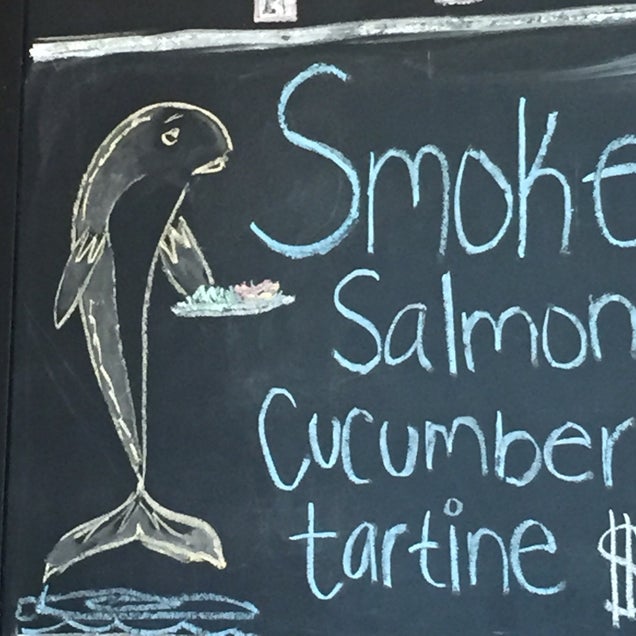 Smoke
Salmon
Cucumber
tartine $